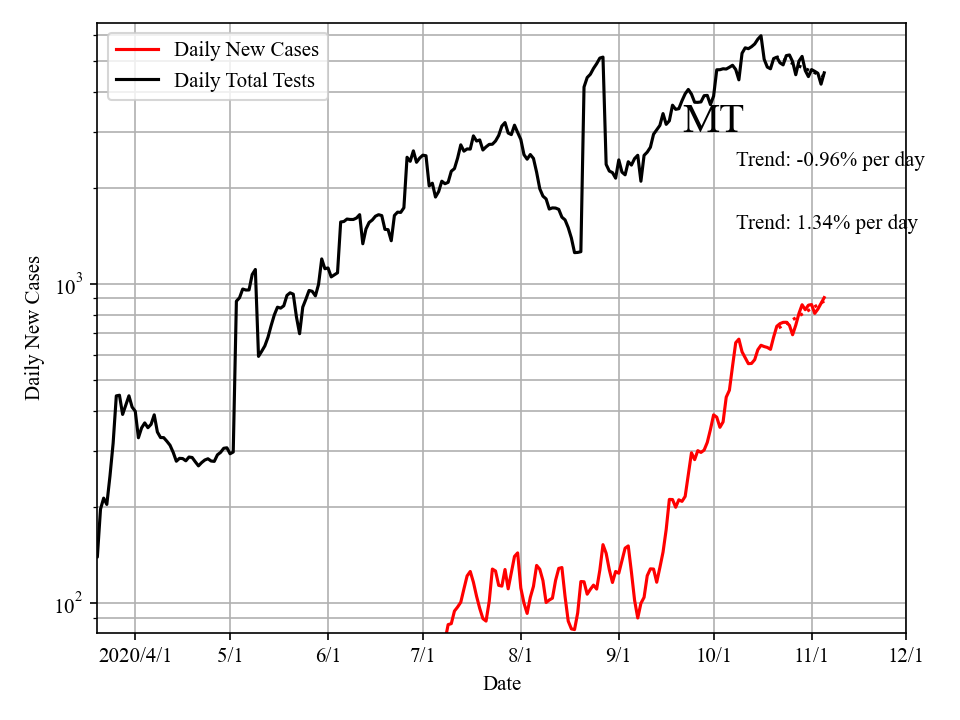 Daily New Cases
Daily Total Tests
MT
Trend: -0.96% per day
Trend: 1.34% per day
Daily New Cases
10³
10²
2020/4/1 5/1 6/1 7/1 8/1 9/1 10/1 11/1 12/1
Date